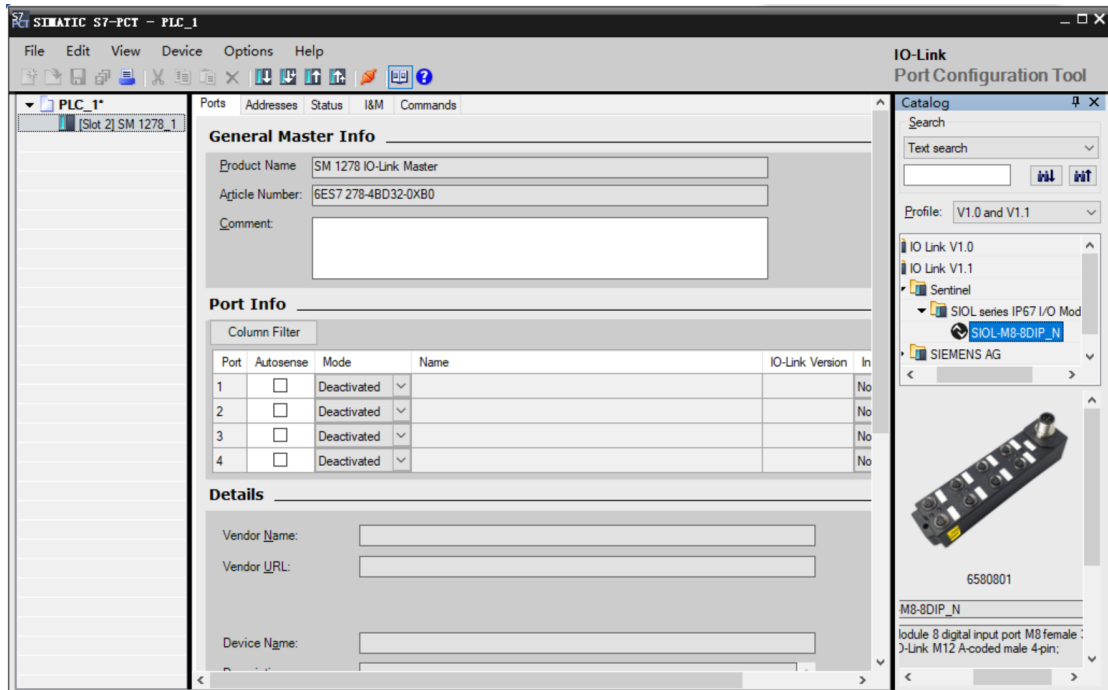 SIMATIC S7-PCT - PLC_1
File Edit View Device Options Help
IO-Link
Port Configuration Tool
PLC_1*
[Slot 2] SM 1278_1
Ports Addresses Status I&M Commands
General Master Info
Product Name SM 1278 IO-Link Master
Article Number: 6ES7 278-4BD32-0XB0
Comment:
Port Info
Column Filter
Port Autosense Mode Name IO-Link Version In
1 Deactivated No
2 Deactivated No
3 Deactivated No
4 Deactivated No
Details
Vendor Name:
Vendor URL:
Device Name:
Catalog
Search
Text search
Profile: V1.0 and V1.1
IO Link V1.0
IO Link V1.1
Sentinel
SIOL series IP67 I/O Mod
SIOL-M8-8DIP_N
SIEMENS AG
6580801
-M8-8DIP_N
odule 8 digital input port M8 female
O-Link M12 A-coded male 4-pin;